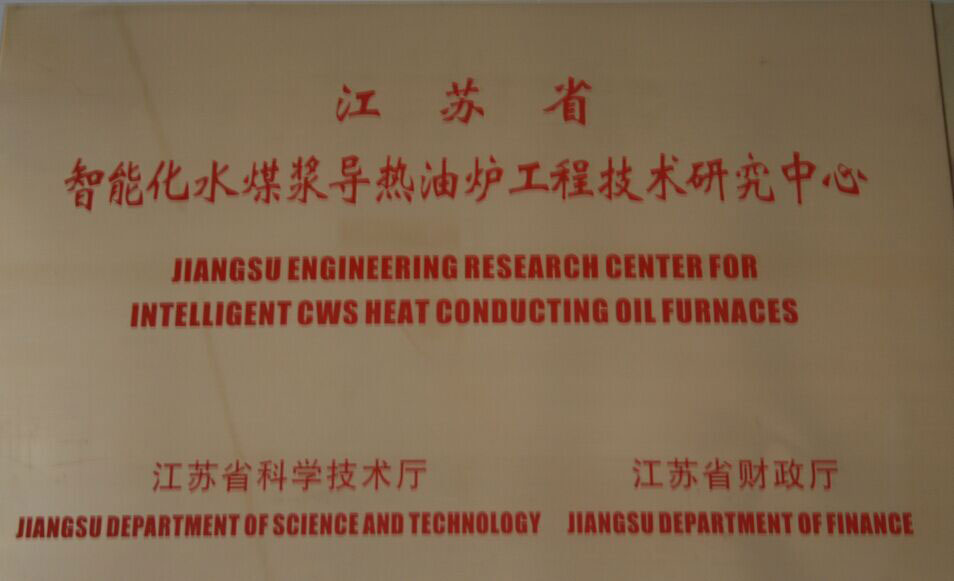 江苏省
智能化水煤浆导热油炉工程技术研究中心
JIANGSU ENGINEERING RESEARCH CENTER FOR
INTELLIGENT CWS HEAT CONDUCTING OIL FURNACES
江苏省科学技术厅 江苏省财政厅
JIANGSU DEPARTMENT OF SCIENCE AND TECHNOLOGY JIANGSU DEPARTMENT OF FINANCE